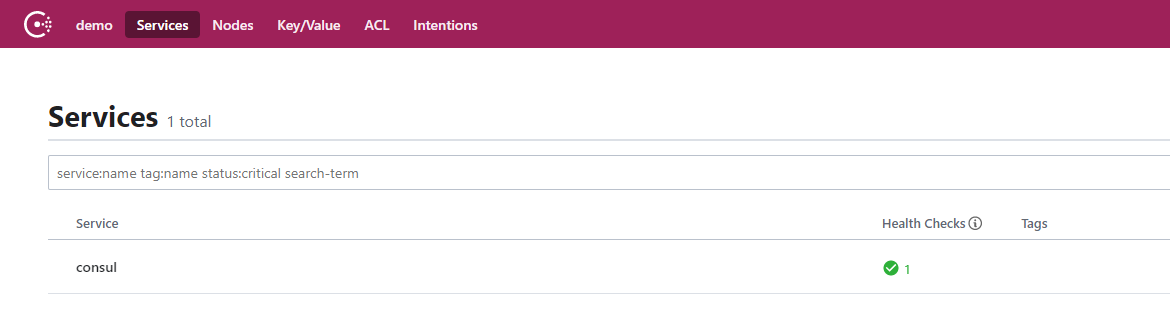 demo Services Nodes Key/Value ACL Intentions
Services 1 total
service:name tag:name status:critical search-term
Service Health Checks Tags
consul 1